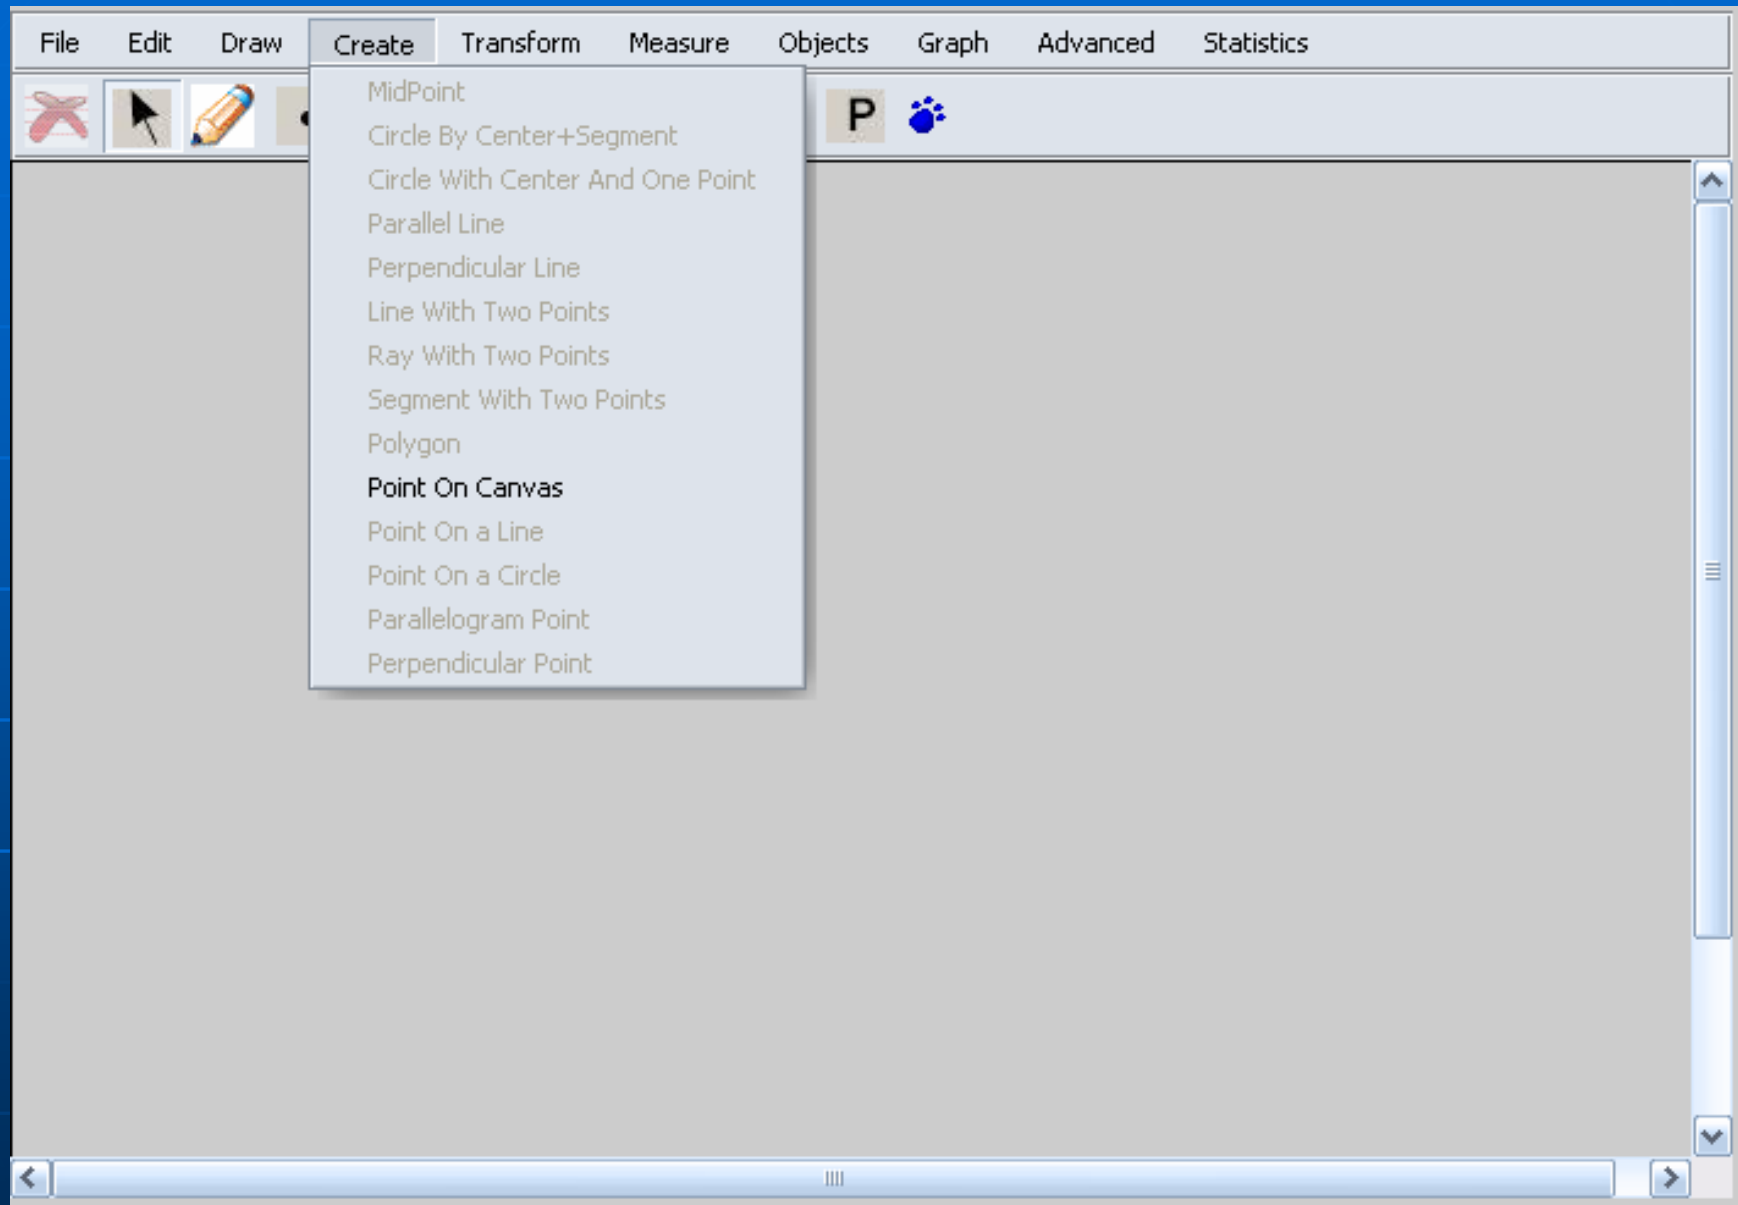 File Edit Draw Create Transform Measure Objects Graph Advanced Statistics
P
MidPoint
Circle By Center+Segment
Circle With Center And One Point
Parallel Line
Perpendicular Line
Line With Two Points
Ray With Two Points
Segment With Two Points
Polygon
Point On Canvas
Point On a Line
Point On a Circle
Parallelogram Point
Perpendicular Point